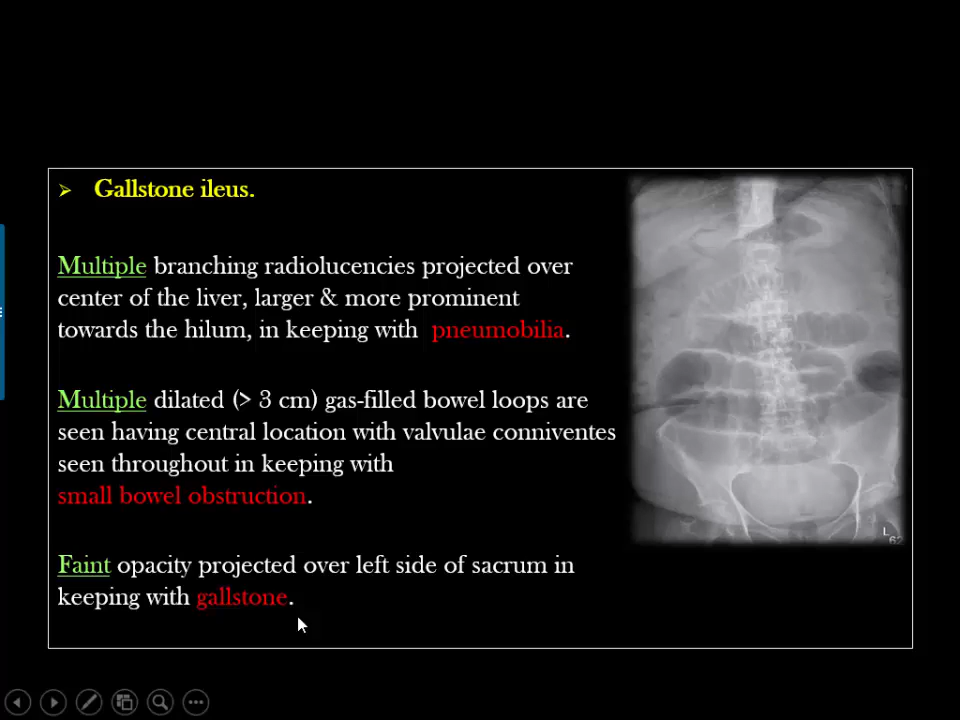 Gallstone ileus.
Multiple branching radiolucencies projected over
center of the liver, larger & more prominent
towards the hilum, in keeping with pneumobilia.
Multiple dilated (> 3 cm) gas-filled bowel loops are
seen having central location with valvulae conniventes
seen throughout in keeping with
small bowel obstruction.
Faint opacity projected over left side of sacrum in
keeping with gallstone.
L
62